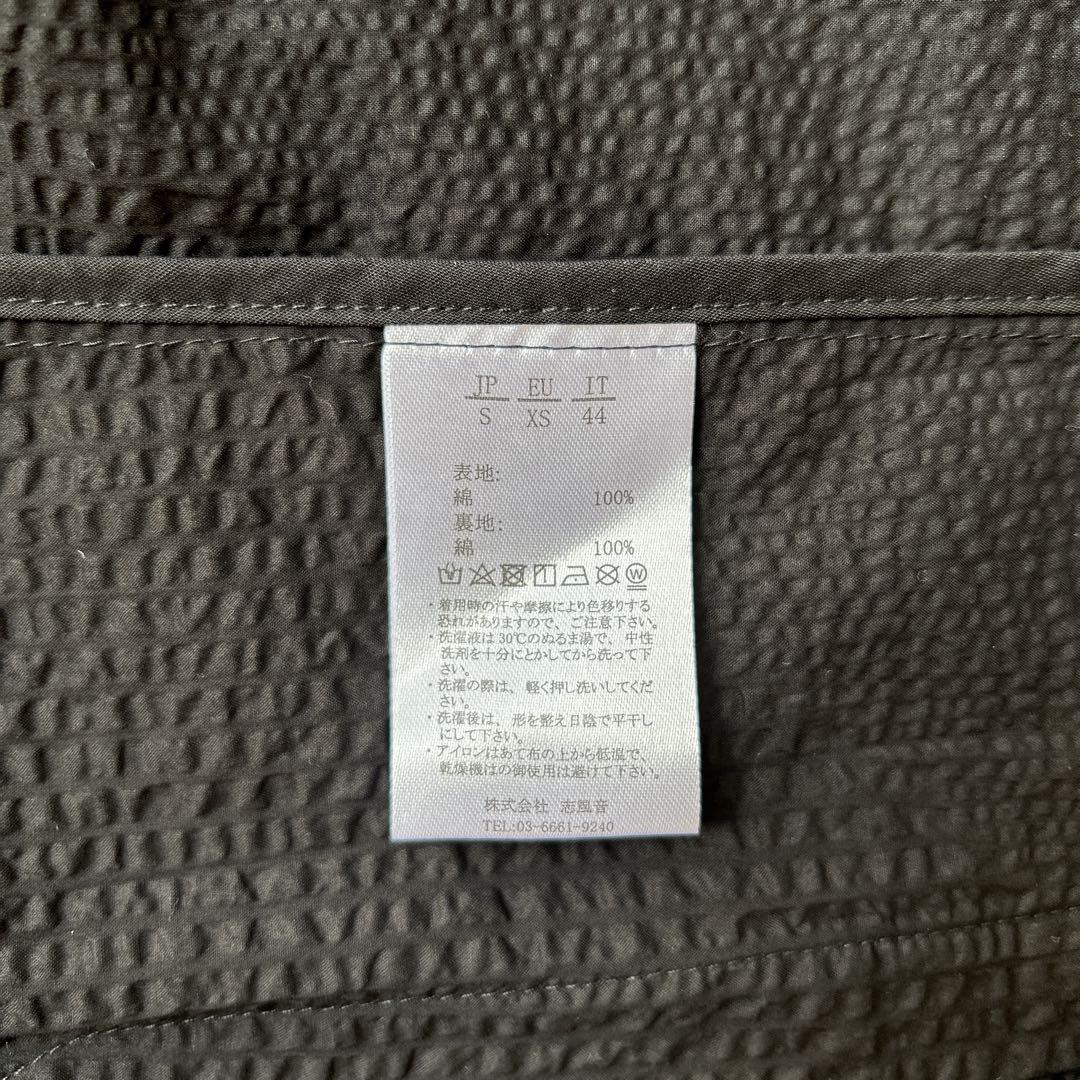 JP EU IT
S XS 44
表地:
綿 100%
裏地:
綿 100%
・着用時の汗や摩擦により色移りする
恐れがありますので、ご注意下さい。
・洗濯液は30℃のぬるま湯で、中性
洗剤を十分にとかしてから洗って下
さい。
・洗濯の際は、軽く押し洗いしてくだ
さい。
・洗濯後は、形を整え日陰で平干し
にして下さい。
・アイロンはあて布の上から低温で、
乾燥機はの御使用は避けて下さい。
株式会社 志風音
TEL:03-6661-9240